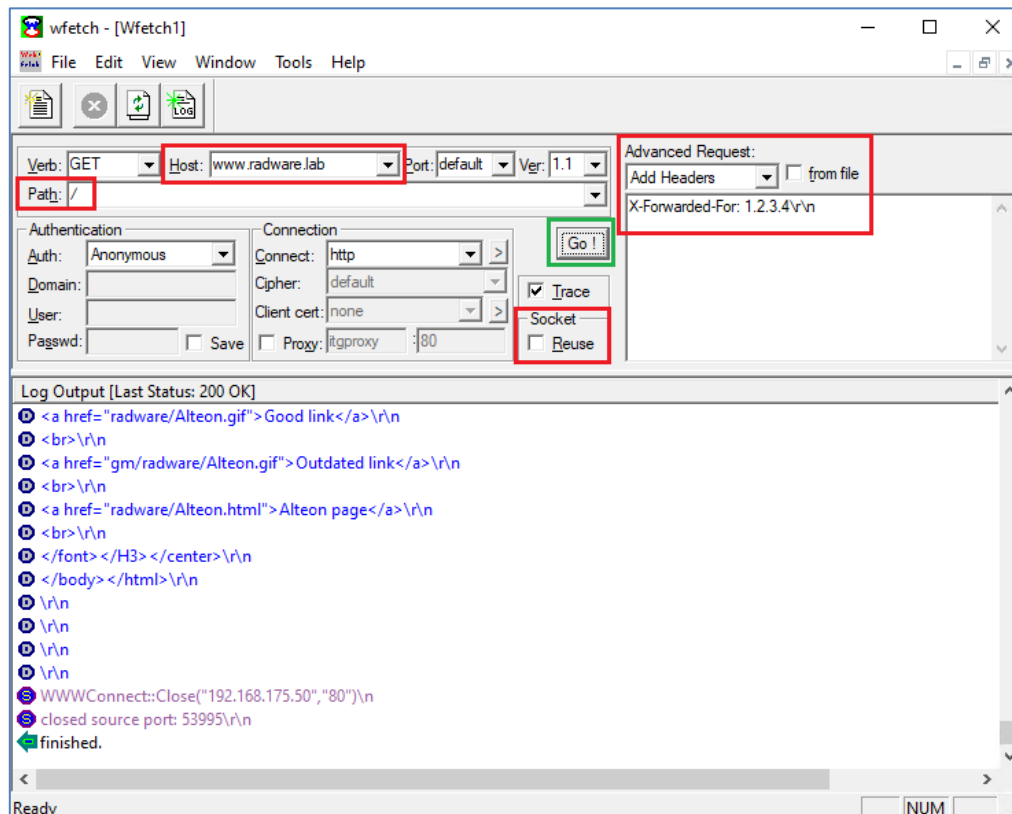 wfetch - [Wfetch1]
File Edit View Window Tools Help
LOG
Verb: GET Host: www.radware.lab Port: default Ver: 1.1
Path: /
Advanced Request:
Add Headers from file
X-Forwarded-For: 1.2.3.4\r\n
Authentication
Auth: Anonymous
Domain:
User:
Passwd: Save
Connection
Connect: http >
Cipher: default
Client cert: none >
Proxy: itgproxy : 80
Go !
Trace
Socket
Reuse
Log Output [Last Status: 200 OK]
D <a href="radware/Alteon.gif">Good link</a>\r\n
D <br>\r\n
D <a href="gm/radware/Alteon.gif">Outdated link</a>\r\n
D <br>\r\n
D <a href="radware/Alteon.html">Alteon page</a>\r\n
D <br>\r\n
D </font></H3></center>\r\n
D </body></html>\r\n
D \r\n
D \r\n
D \r\n
D \r\n
S WWWConnect::Close("192.168.175.50","80")\n
S closed source port: 53995\r\n
finished.
Ready NUM